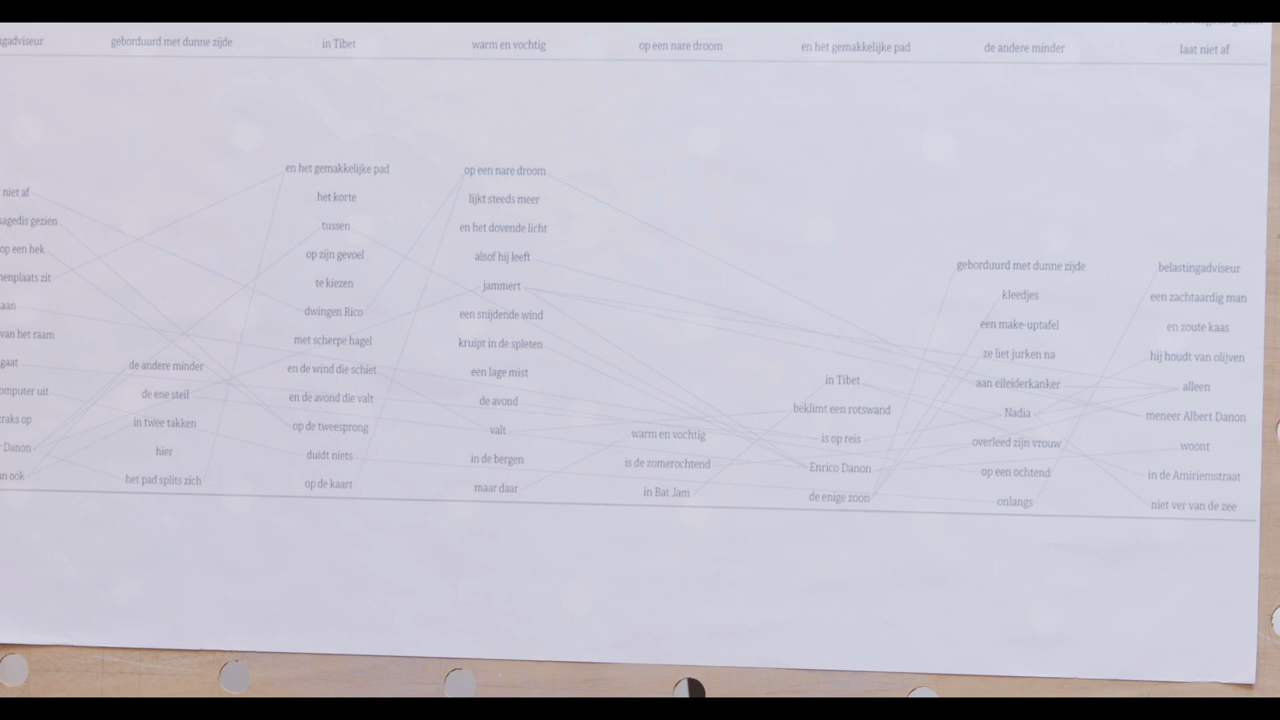 gadviseur
geborduurd met dunne zijde
in Tibet
warm en vochtig
op een nare droom
en het gemakkelijke pad
de andere minder
laat niet af
niet af
agedis gezien
op een hek
nenplaats zit
aan
van het raam
gaat
omputer uit
raks op
Danon
n ook
de andere minder
de ene steil
in twee takken
hier
het pad splits zich
en het gemakkelijke pad
het korte
tussen
op zijn gevoel
te kiezen
dwingen Rico
met scherpe hagel
en de wind die schiet
en de avond die valt
op de tweesprong
duidt niets
op de kaart
op een nare droom
lijkt steeds meer
en het dovende licht
alsof hij leeft
jammert
een snijdende wind
kruipt in de spleten
een lage mist
de avond
valt
in de bergen
maar daar
warm en vochtig
is de zomerochtend
in Bat Jam
in Tibet
beklimt een rotswand
is op reis
Enrico Danon
de enige zoon
geborduurd met dunne zijde
kleedjes
een make-uptafel
ze liet jurken na
aan eileiderkanker
Nadia
overleed zijn vrouw
op een ochtend
onlangs
belastingadviseur
een zachtaardig man
en zoute kaas
hij houdt van olijven
alleen
meneer Albert Danon
woont
in de Amiriemstraat
niet ver van de zee